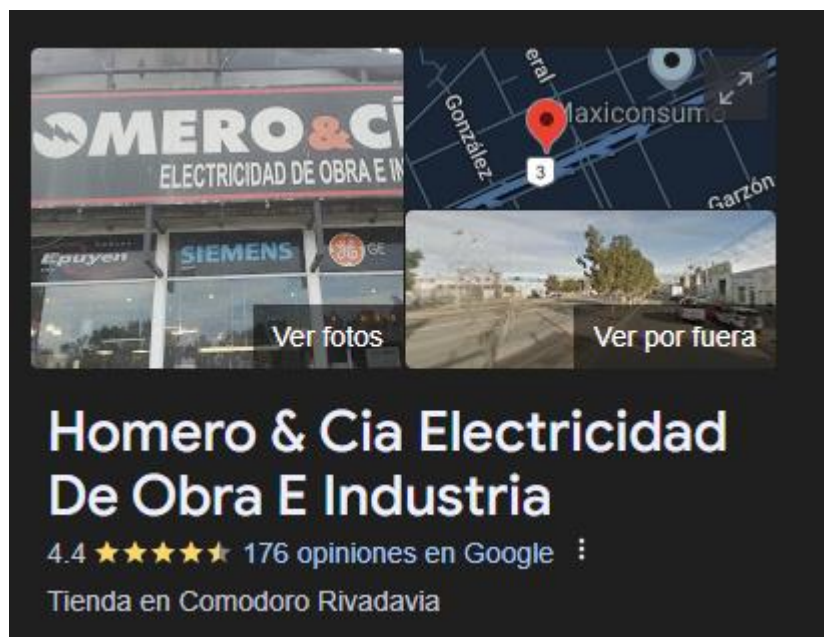 OMERO&CÍ
ELECTRICIDAD DE OBRA E IN
Epuyen
SIEMENS
GE
Ver fotos
eral
González
Maxiconsumo
3
Garzón
Ver por fuera
Homero & Cia Electricidad
De Obra E Industria
4.4 176 opiniones en Google
Tienda en Comodoro Rivadavia